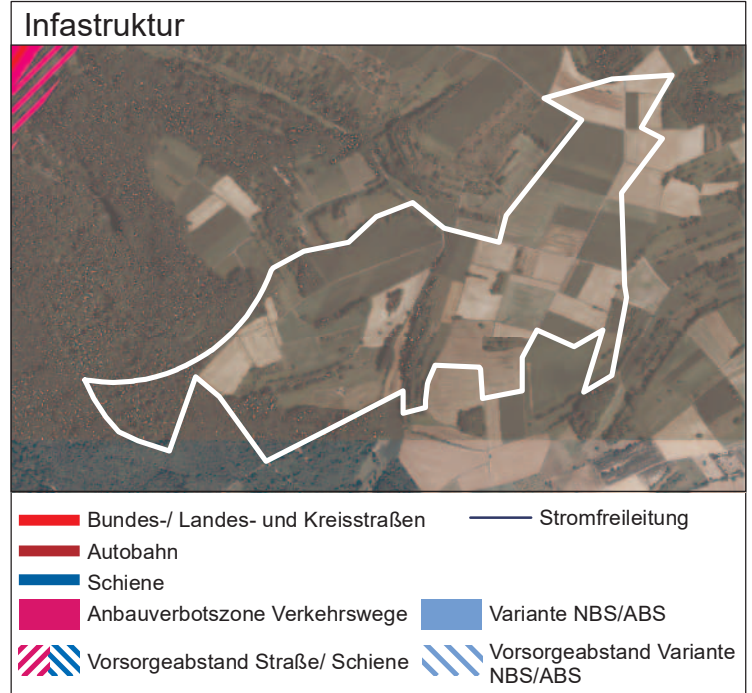 Infastruktur
Bundes-/ Landes- und Kreisstraßen
Stromfreileitung
Autobahn
Schiene
Anbauverbotszone Verkehrswege
Variante NBS/ABS
Vorsorgeabstand Straße/ Schiene
Vorsorgeabstand Variante
NBS/ABS